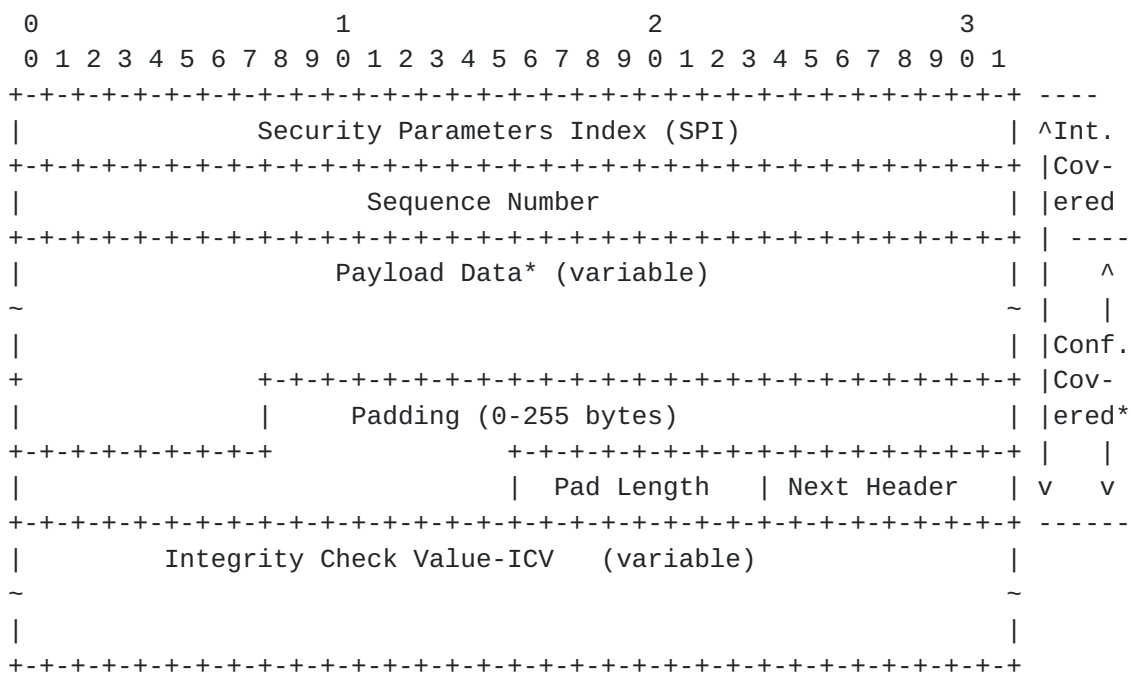 0                   1                   2                   3
 0 1 2 3 4 5 6 7 8 9 0 1 2 3 4 5 6 7 8 9 0 1 2 3 4 5 6 7 8 9 0 1
+-+-+-+-+-+-+-+-+-+-+-+-+-+-+-+-+-+-+-+-+-+-+-+-+-+-+-+-+-+-+-+-+ ----
|               Security Parameters Index (SPI)                 | ^Int.
+-+-+-+-+-+-+-+-+-+-+-+-+-+-+-+-+-+-+-+-+-+-+-+-+-+-+-+-+-+-+-+-+ |Cov-
|                      Sequence Number                          | |ered
+-+-+-+-+-+-+-+-+-+-+-+-+-+-+-+-+-+-+-+-+-+-+-+-+-+-+-+-+-+-+-+-+ | ----
|                    Payload Data* (variable)                   | |   ^
~                                                               ~ |   |
|                                                               | |Conf.
+               +-+-+-+-+-+-+-+-+-+-+-+-+-+-+-+-+-+-+-+-+-+-+-+-+ |Cov-
|               |     Padding (0-255 bytes)                     | |ered*
+-+-+-+-+-+-+-+-+               +-+-+-+-+-+-+-+-+-+-+-+-+-+-+-+-+ |   |
|                               |  Pad Length   | Next Header   | v   v
+-+-+-+-+-+-+-+-+-+-+-+-+-+-+-+-+-+-+-+-+-+-+-+-+-+-+-+-+-+-+-+-+ ------
|         Integrity Check Value-ICV   (variable)                |
~                                                               ~
|                                                               |
+-+-+-+-+-+-+-+-+-+-+-+-+-+-+-+-+-+-+-+-+-+-+-+-+-+-+-+-+-+-+-+-+